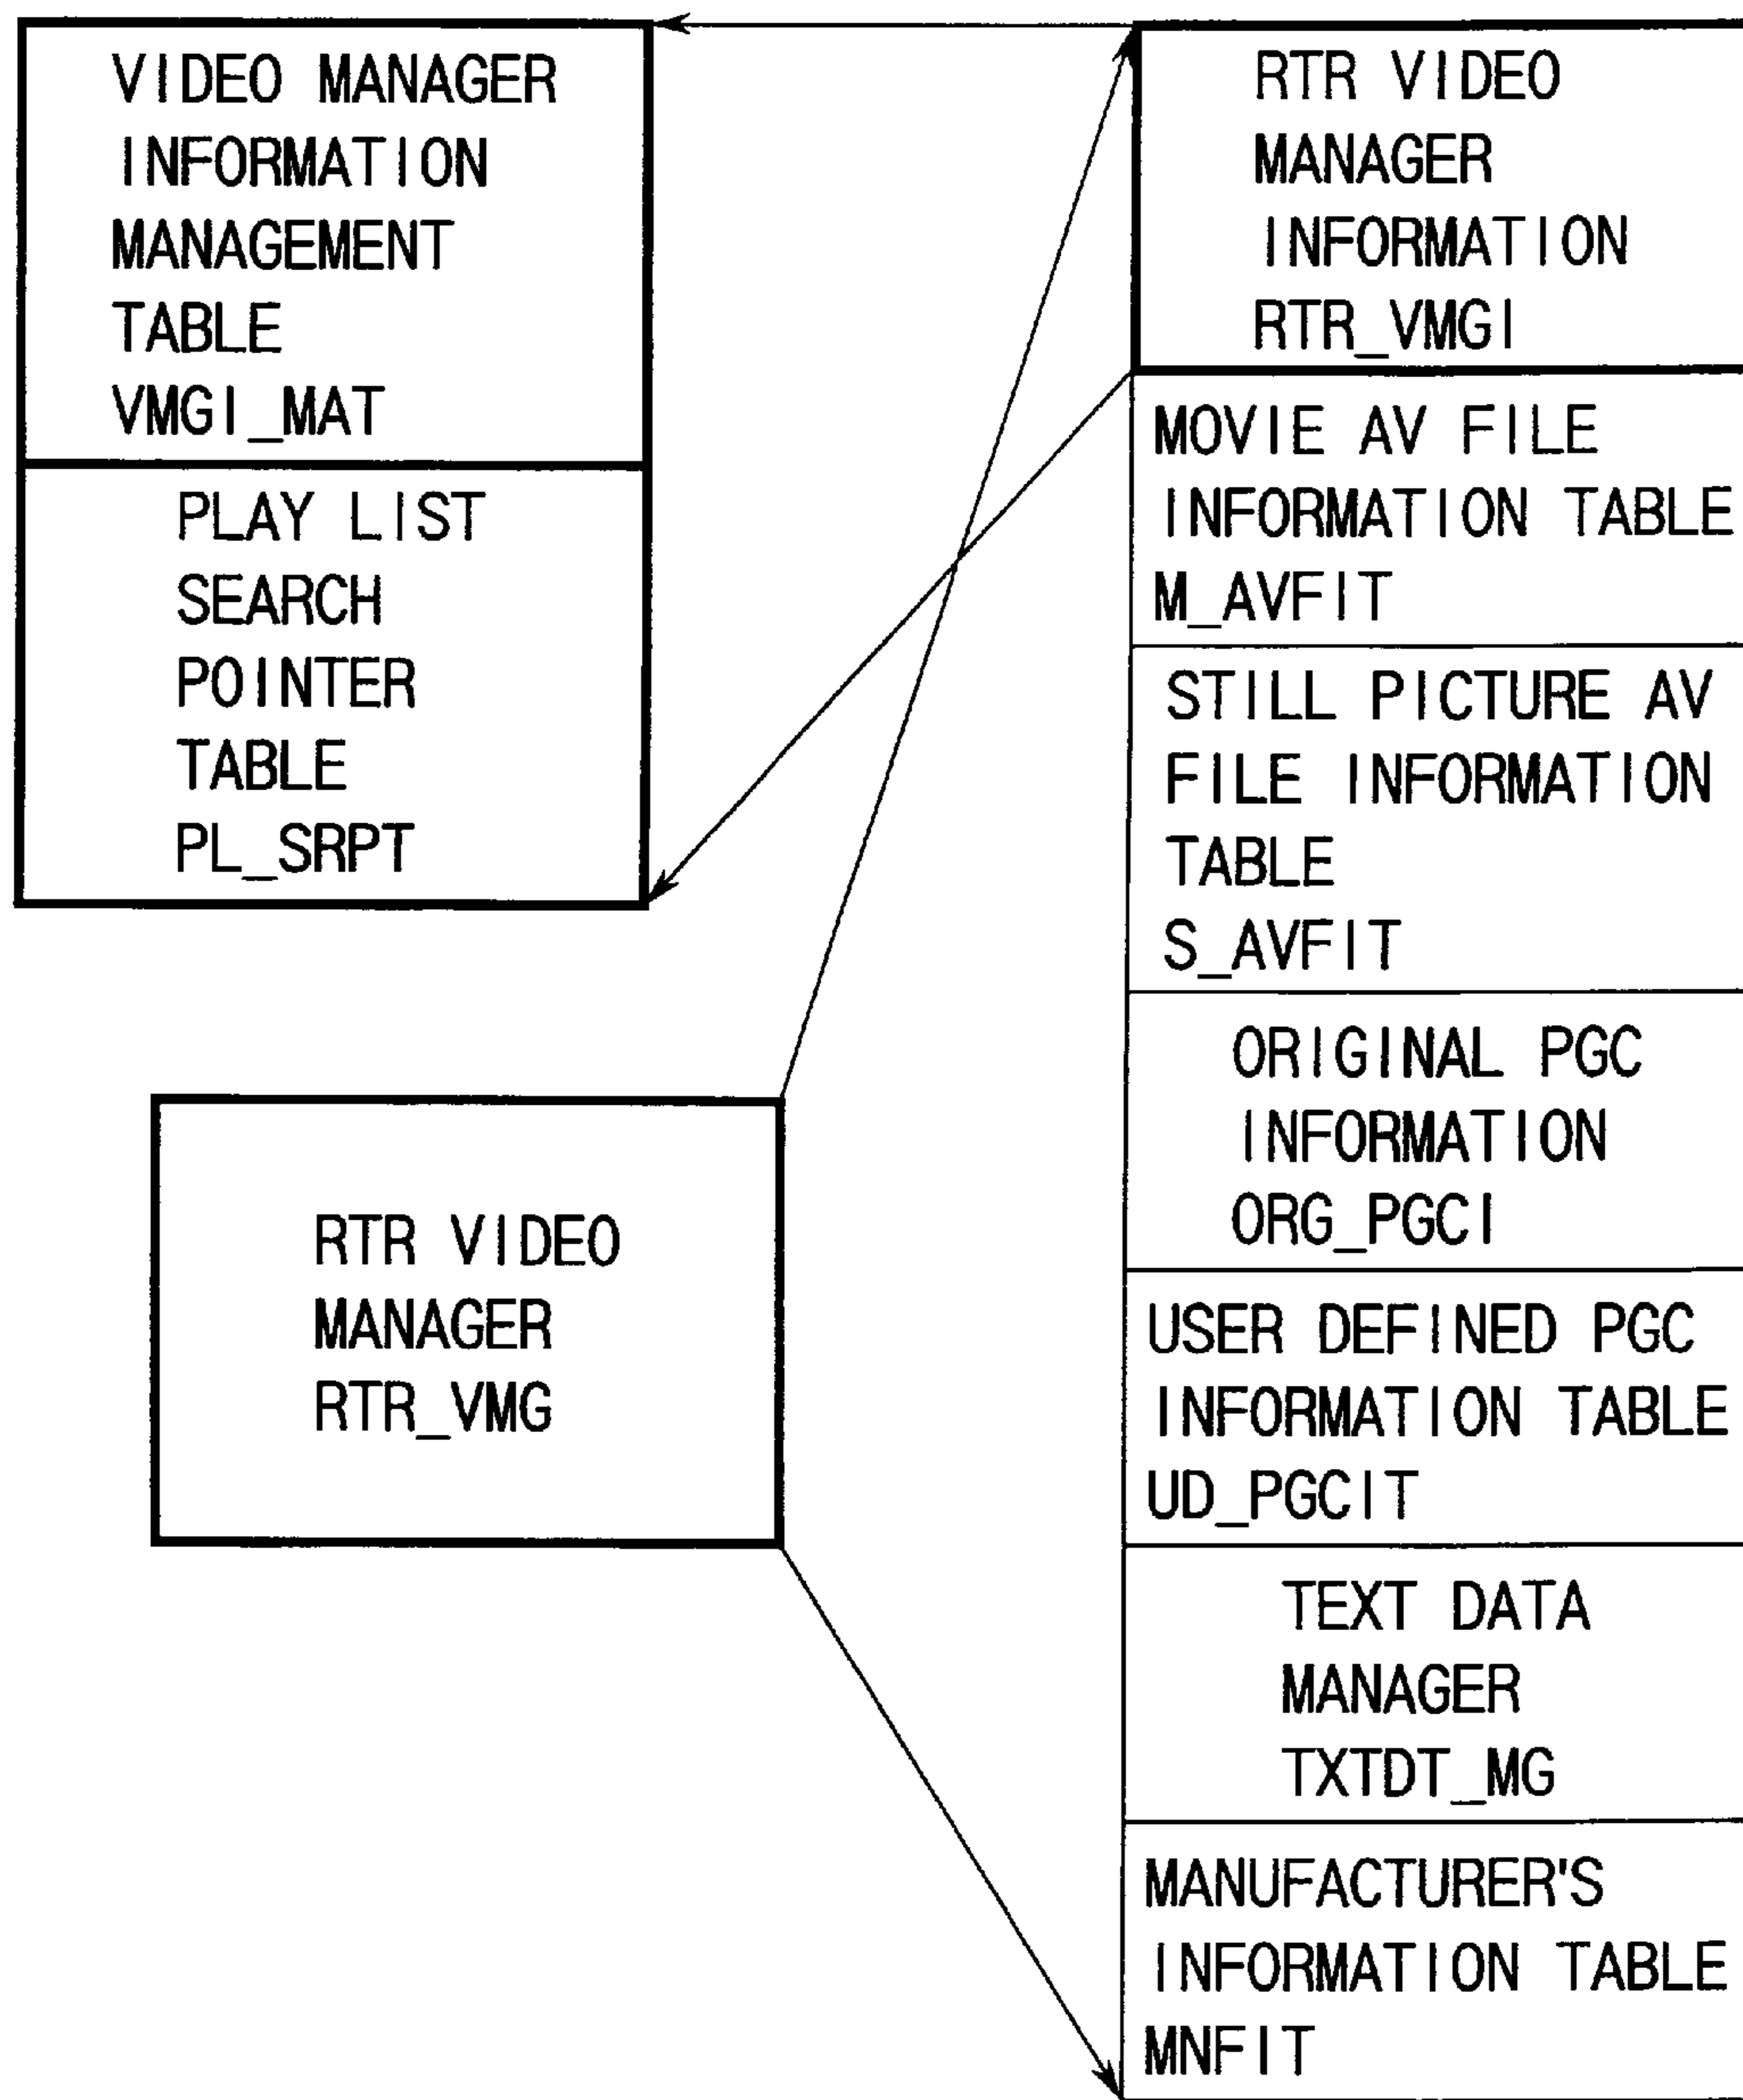 VIDEO MANAGER
INFORMATION
MANAGEMENT
TABLE
VMGI_MAT
PLAY LIST
SEARCH
POINTER
TABLE
PL_SRPT
RTR VIDEO
MANAGER
RTR_VMG
RTR VIDEO
MANAGER
INFORMATION
RTR_VMGI
MOVIE AV FILE
INFORMATION TABLE
M_AVFIT
STILL PICTURE AV
FILE INFORMATION
TABLE
S_AVFIT
ORIGINAL PGC
INFORMATION
ORG_PGCI
USER DEFINED PGC
INFORMATION TABLE
UD_PGCIT
TEXT DATA
MANAGER
TXTDT_MG
MANUFACTURER'S
INFORMATION TABLE
MNFIT